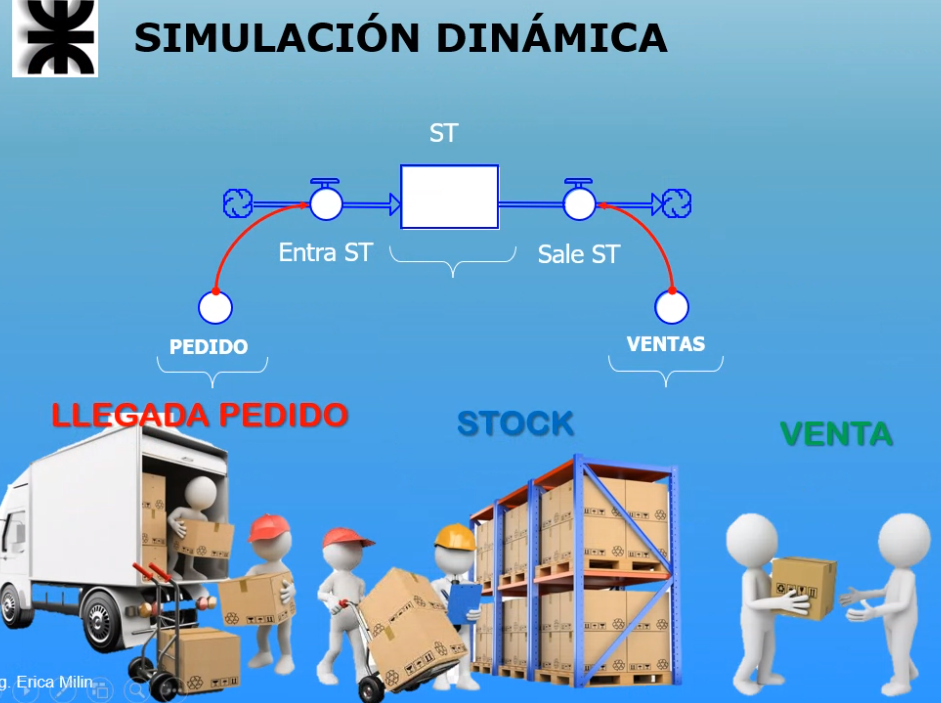 SIMULACIÓN DINÁMICA
ST
Entra ST
Sale ST
PEDIDO
VENTAS
LLEGADA PEDIDO
STOCK
VENTA
g. Erica Milin